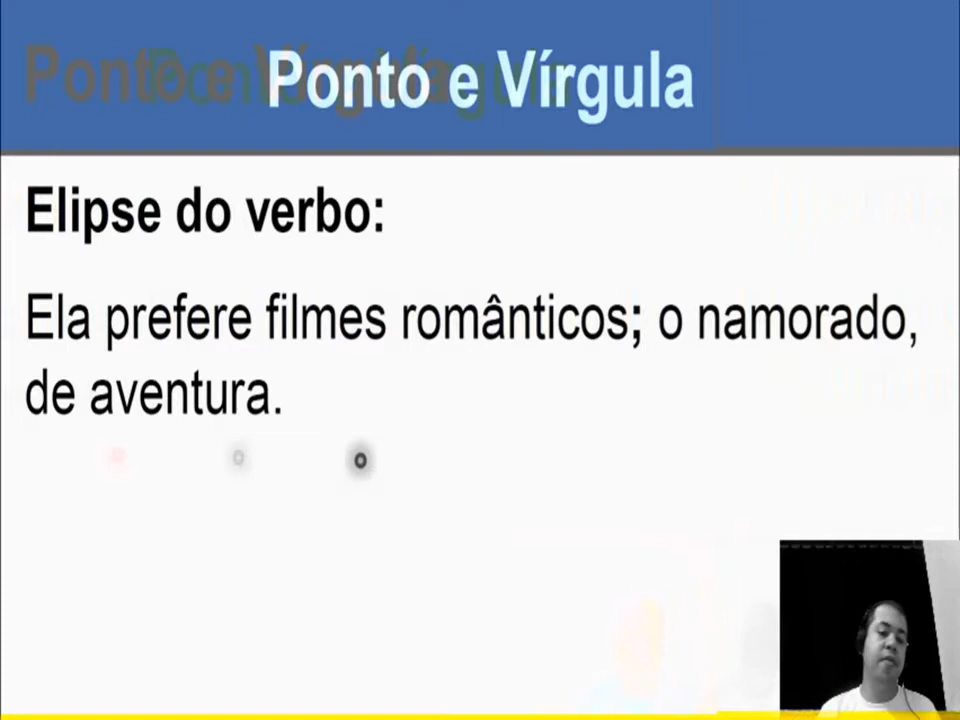 Ponto e Vírgula
Elipse do verbo:
Ela prefere filmes românticos; o namorado,
de aventura.